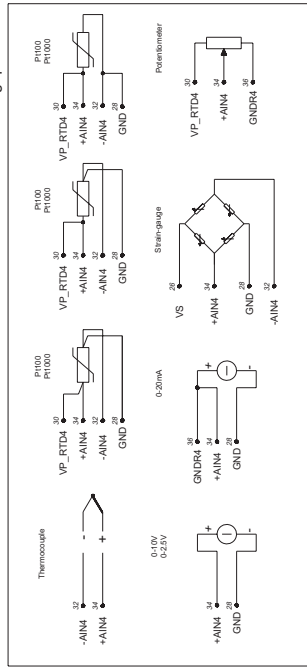 Thermocouple
32
-AIN4
-
34
+AIN4
+
Pt100
Pt1000
30
VP_RTD4
34
+AIN4
32
-AIN4
28
GND
Pt100
Pt1000
30
VP_RTD4
34
+AIN4
32
-AIN4
28
GND
Pt100
Pt1000
30
VP_RTD4
34
+AIN4
32
-AIN4
28
GND
0-10V
0-2.5V
34
+AIN4
28
GND
+
-
0-20mA
36
GNDR4
34
+AIN4
28
GND
+
-
Strain-gauge
26
VS
34
+AIN4
28
GND
32
-AIN4
Potentiometer
30
VP_RTD4
34
+AIN4
36
GNDR4